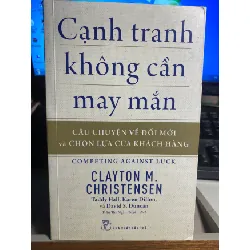 Cạnh tranh
không cần
may mắn
CÂU CHUYỆN VỀ ĐỔI MỚI
VÀ CHỌN LỰA CỦA KHÁCH HÀNG
COMPETING AGAINST LUCK
CLAYTON M.
CHRISTENSEN
Taddy Hall, Karen Dillon,
và David S. Duncan